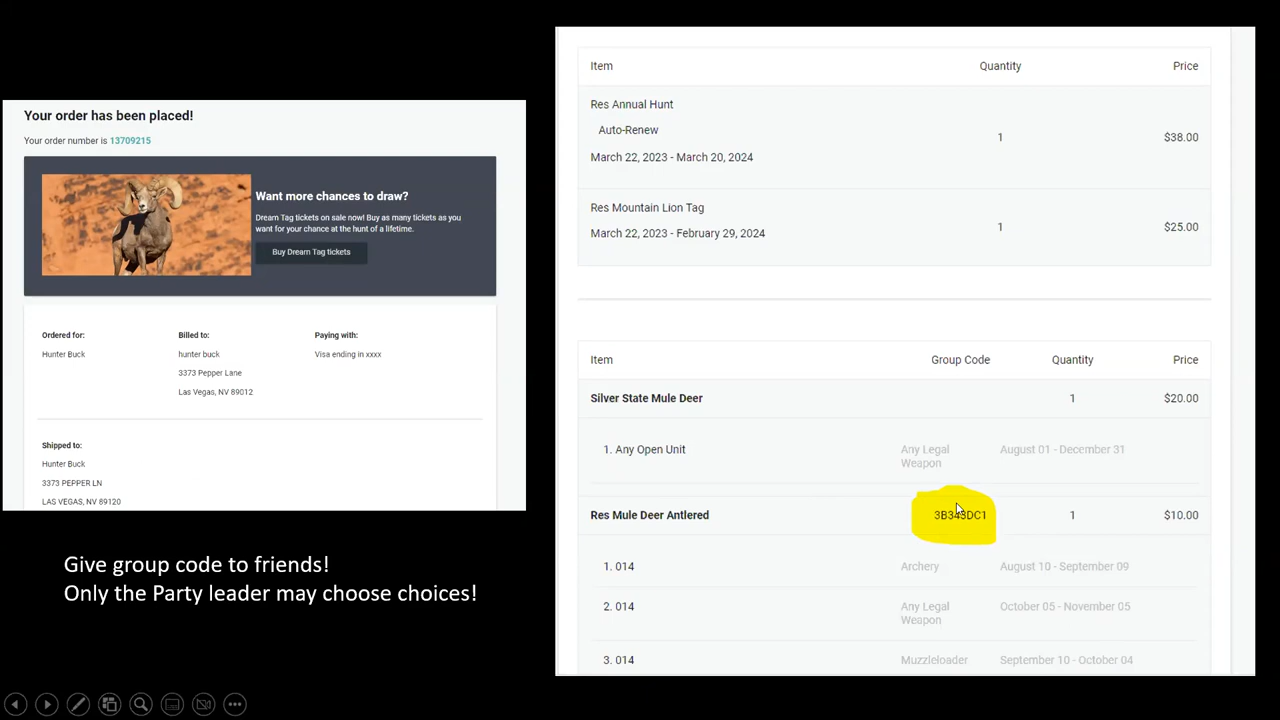 Your order has been placed!
Your order number is 13709215
Want more chances to draw?
Dream Tag tickets on sale now! Buy as many tickets as you
want for your chance at the hunt of a lifetime.
Buy Dream Tag tickets
Ordered for:
Hunter Buck
Billed to:
hunter buck
3373 Pepper Lane
Las Vegas, NV 89012
Paying with:
Visa ending in xxxx
Shipped to:
Hunter Buck
3373 PEPPER LN
LAS VEGAS, NV 89120
Give group code to friends!
Only the Party leader may choose choices!
Item Quantity Price
Res Annual Hunt
Auto-Renew
March 22, 2023 - March 20, 2024
1 $38.00
Res Mountain Lion Tag
March 22, 2023 - February 29, 2024
1 $25.00
Item Group Code Quantity Price
Silver State Mule Deer 1 $20.00
1. Any Open Unit Any Legal August 01 - December 31
Weapon
Res Mule Deer Antlered 1 $10.00
1. 014 Archery August 10 - September 09
2. 014 Any Legal October 05 - November 05
Weapon
3. 014 Muzzleloader September 10 - October 04